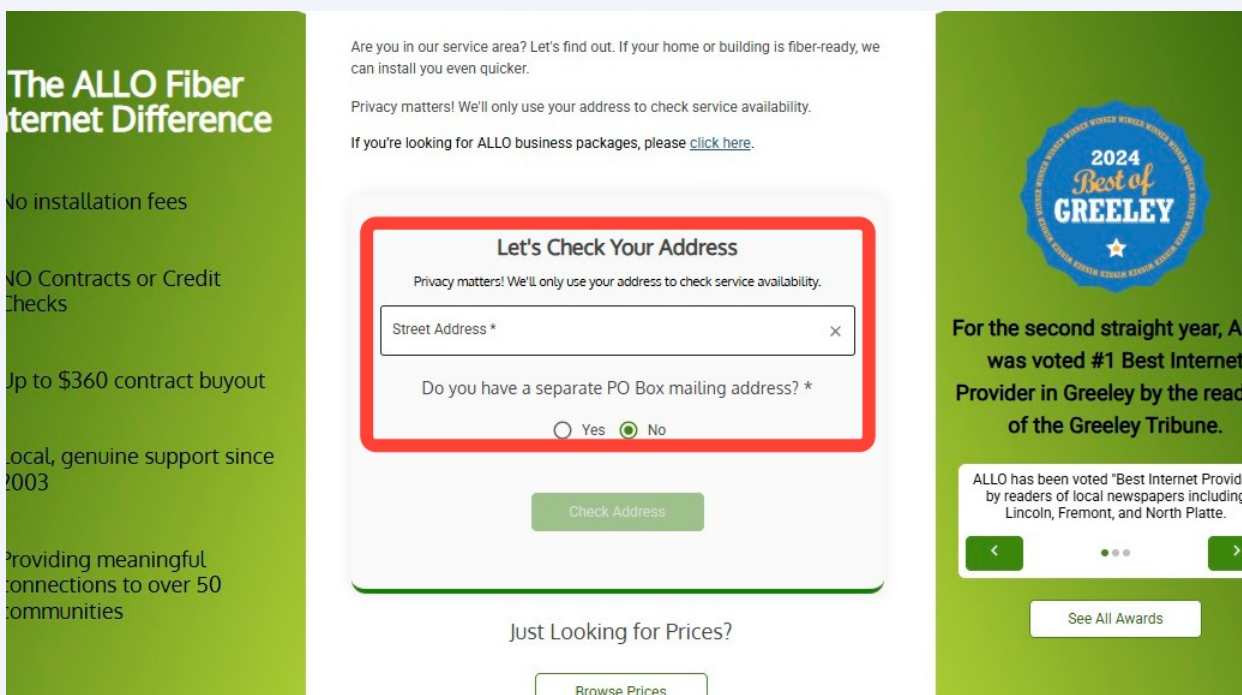 The ALLO Fiber
ternet Difference
No installation fees
NO Contracts or Credit
Checks
Up to $360 contract buyout
Local, genuine support since
2003
Providing meaningful
connections to over 50
communities
Are you in our service area? Let's find out. If your home or building is fiber-ready, we
can install you even quicker.
Privacy matters! We'll only use your address to check service availability.
If you're looking for ALLO business packages, please click here.
Let's Check Your Address
Privacy matters! We'll only use your address to check service availability.
Street Address *
Do you have a separate PO Box mailing address? *
Yes No
Check Address
Just Looking for Prices?
Browse Prices
2024
Best of
GREELEY
For the second straight year, A
was voted #1 Best Internet
Provider in Greeley by the read
of the Greeley Tribune.
ALLO has been voted "Best Internet Provid
by readers of local newspapers including
Lincoln, Fremont, and North Platte.
See All Awards